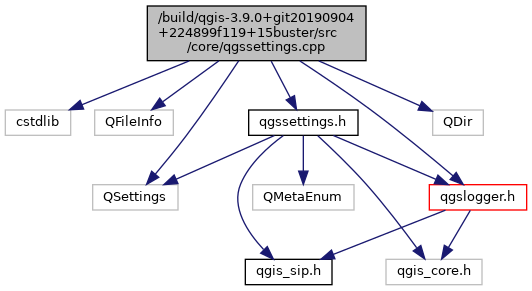 /build/qgis-3.9.0+git20190904
+224899f119+15buster/src
/core/qgssettings.cpp
cstdlib
QFileInfo
qgssettings.h
QDir
QSettings
QMetaEnum
qgslogger.h
qgis_sip.h
qgis_core.h